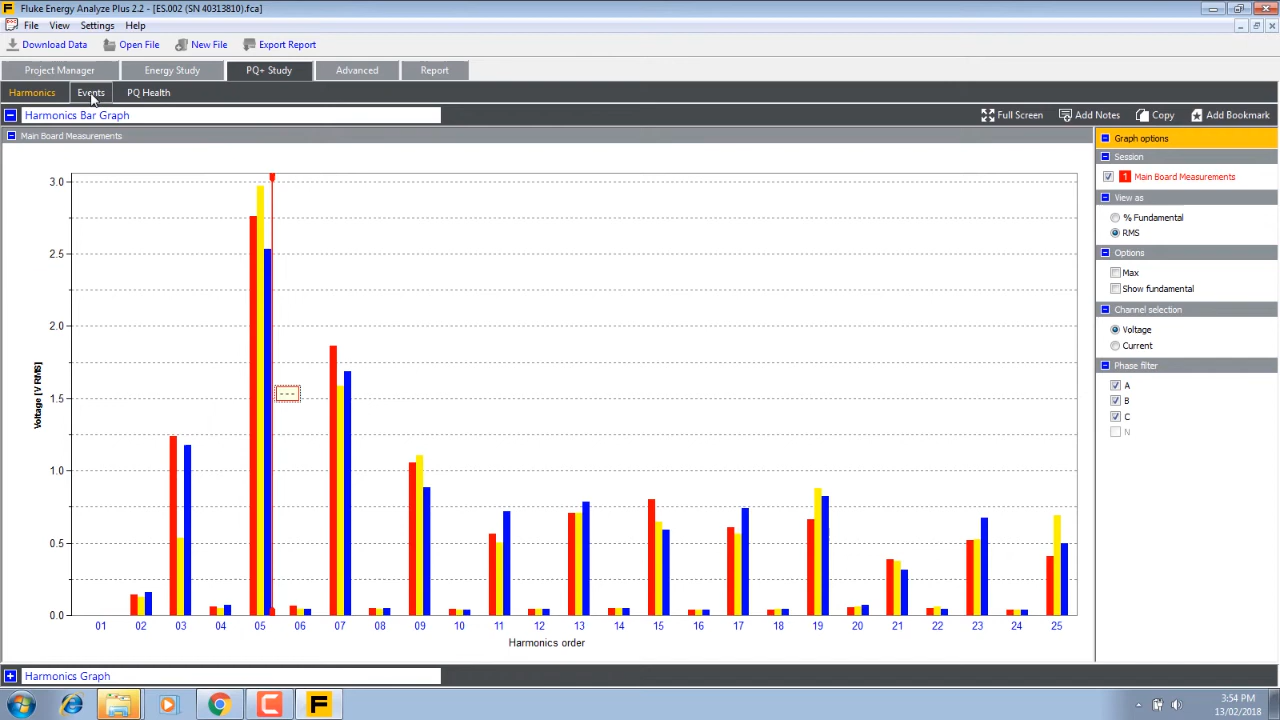 Fluke Energy Analyze Plus 2.2 - [ES.002 (SN 40313810).fca]
File View Settings Help
Download Data Open File New File Export Report
Project Manager Energy Study PQ+ Study Advanced Report
Harmonics Events PQ Health
Harmonics Bar Graph Full Screen Add Notes Copy Add Bookmark
Main Board Measurements
Graph options
Session
1 Main Board Measurements
View as
% Fundamental
RMS
Options
Max
Show fundamental
Channel selection
Voltage
Current
Phase filter
A
B
C
N
3.0
2.5
2.0
1.5
1.0
0.5
0.0
Voltage [V RMS]
---
01 02 03 04 05 06 07 08 09 10 11 12 13 14 15 16 17 18 19 20 21 22 23 24 25
Harmonics order
Harmonics Graph
F
3:54 PM
13/02/2018